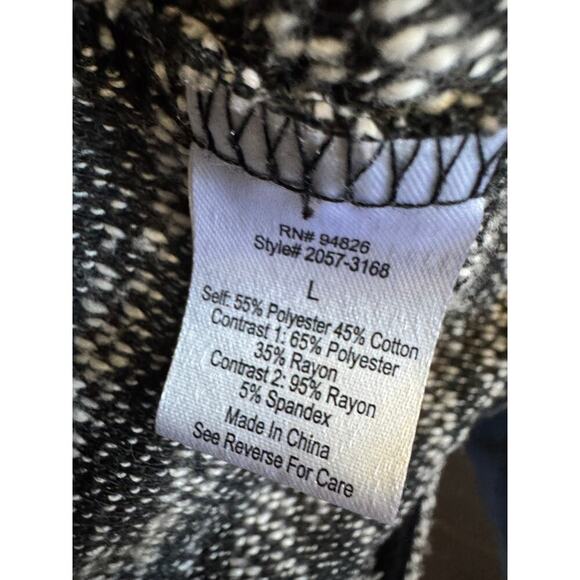 RN# 94826
Style# 2057-3168
L
Self: 55% Polyester 45% Cotton
Contrast 1: 65% Polyester
35% Rayon
Contrast 2: 95% Rayon
5% Spandex
Made In China
See Reverse For Care